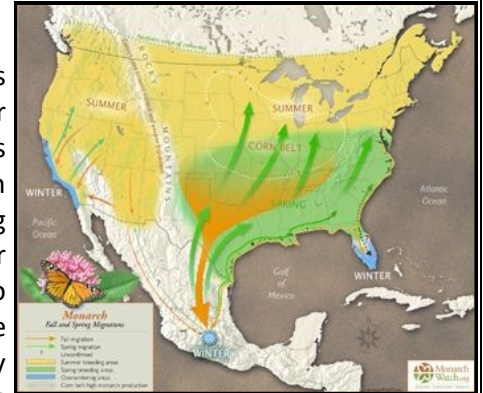 s
r
s
n
g
r
o
e
y
ROCKY
MOUNTAINS
SUMMER
SUMMER
CORN BELT
SPRING
WINTER
Pacific
Ocean
Atlantic
Ocean
Gulf
of
Mexico
WINTER
WINTER
?
Monarch
Fall and Spring Migrations
Fall migration
Spring migration
? Unconfirmed
Summer breeding areas
Spring breeding areas
Overwintering areas
Corn belt high monarch production
Monarch
Watch.org